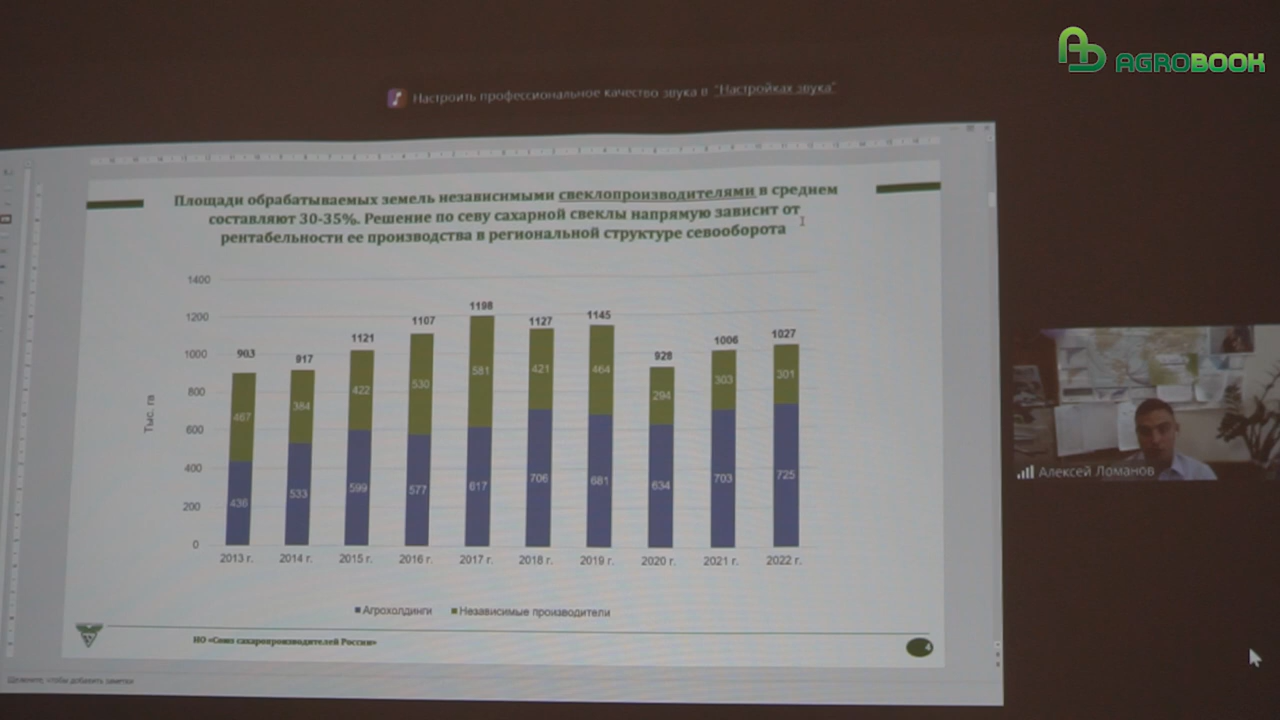 AGROBOOK
Настроить профессиональное качество звука в "Настройках звука"
Площади обрабатываемых земель независимыми свеклопроизводителями в среднем
составляют 30-35%. Решение по севу сахарной свеклы напрямую зависит от
рентабельности ее производства в региональной структуре севооборота
Тыс. га
1400
1200
1000
800
600
400
200
0
903 917 1121 1107 1198 1127 1145 928 1006 1027
467 384 422 530 581 421 464 294 303 301
436 533 599 577 617 706 681 634 703 725
2013 г. 2014 г. 2015 г. 2016 г. 2017 г. 2018 г. 2019 г. 2020 г. 2021 г. 2022 г.
Агрохолдинги Независимые производители
НО «Союз сахаропроизводителей России»
4
Щелкните, чтобы добавить заметки
Алексей Ломанов